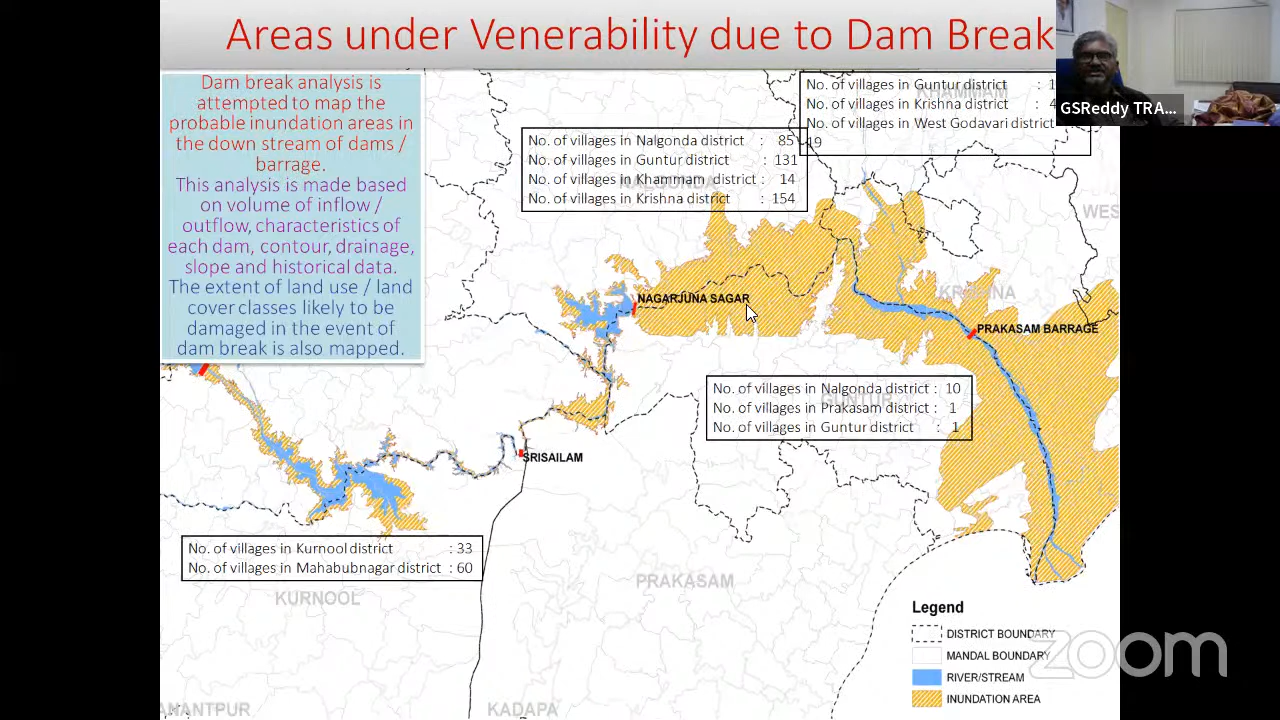 Areas under Venerability due to Dam Break
GSReddy TRA...
Dam break analysis is
attempted to map the
probable inundation areas in
the down stream of dams /
barrage.
This analysis is made based
on volume of inflow /
outflow, characteristics of
each dam, contour, drainage,
slope and historical data.
The extent of land use / land
cover classes likely to be
damaged in the event of
dam break is also mapped.
No. of villages in Nalgonda district : 85
No. of villages in Guntur district : 131
No. of villages in Khammam district : 14
No. of villages in Krishna district : 154
No. of villages in Guntur district :
No. of villages in Krishna district :
No. of villages in West Godavari district
19
KHAMMAM
NALGONDA
WES
NAGARJUNA SAGAR
KRISHNA
PRAKASAM BARRAGE
No. of villages in Nalgonda district : 10
No. of villages in Prakasam district : 1
No. of villages in Guntur district : 1
GUNTUR
SRISAILAM
No. of villages in Kurnool district : 33
No. of villages in Mahabubnagar district : 60
KURNOOL
PRAKASAM
Legend
DISTRICT BOUNDARY
MANDAL BOUNDARY
RIVER/STREAM
INUNDATION AREA
zoom
ANANTPUR
KADAPA